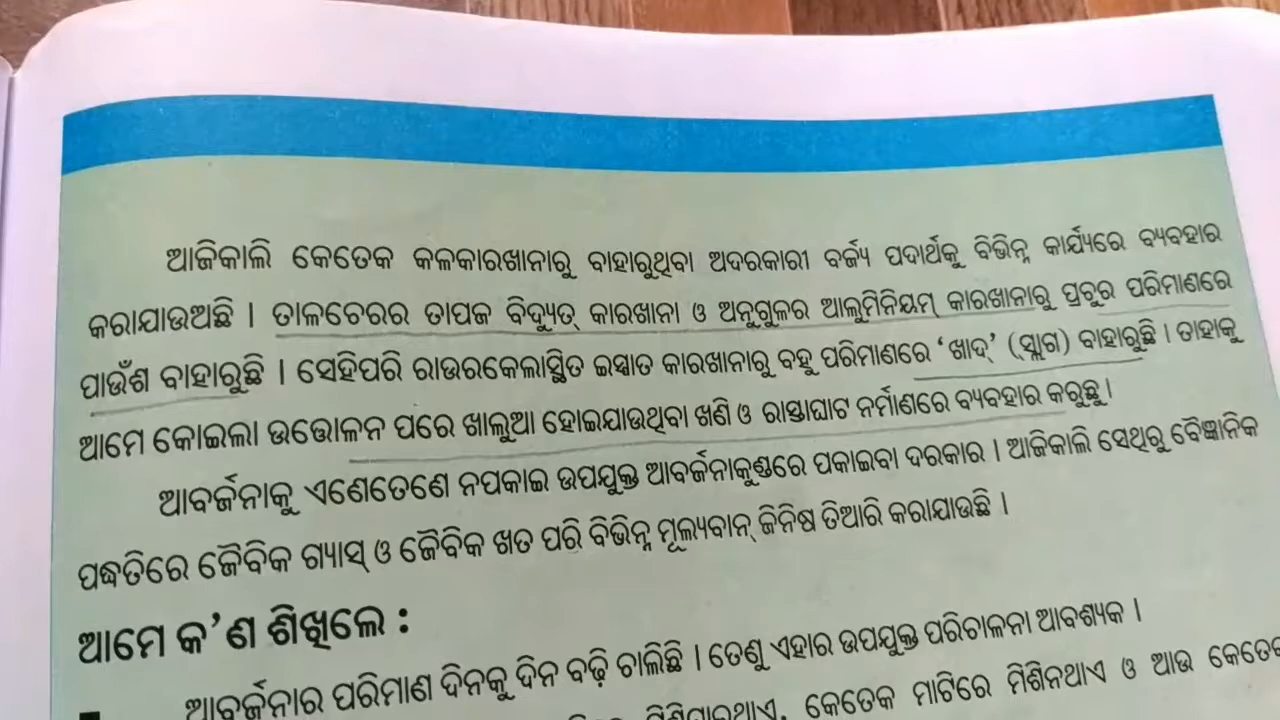 ଆଜିକାଲି କେତେକ କଳକାରଖାନାରୁ ବାହାରୁଥିବା ଅଦରକାରୀ ବର୍ଜ୍ୟ ପଦାର୍ଥକୁ ବିଭିନ୍ନ କାର୍ଯ୍ୟରେ ବ୍ୟବହାର
କରାଯାଉଅଛି । ତାଳଚେରର ତାପଜ ବିଦ୍ୟୁତ୍ କାରଖାନା ଓ ଅନୁଗୁଳର ଆଲୁମିନିୟମ୍ କାରଖାନାରୁ ପ୍ରଚୁର ପରିମାଣରେ
ପାଉଁଶ ବାହାରୁଛି । ସେହିପରି ରାଉରକେଲାସ୍ଥିତ ଇସ୍ପାତ କାରଖାନାରୁ ବହୁ ପରିମାଣରେ ‘ଖାଦ୍’ (ସ୍ଲାଗ) ବାହାରୁଛି । ତାହାକୁ
ଆମେ କୋଇଲା ଉତ୍ତୋଳନ ପରେ ଖାଲୁଆ ହୋଇଯାଉଥିବା ଖଣି ଓ ରାସ୍ତାଘାଟ ନିର୍ମାଣରେ ବ୍ୟବହାର କରୁଛୁ ।
ଆବର୍ଜନାକୁ ଏଣେତେଣେ ନପକାଇ ଉପଯୁକ୍ତ ଆବର୍ଜନାକୁଣ୍ଡରେ ପକାଇବା ଦରକାର । ଆଜିକାଲି ସେଥିରୁ ବୈଜ୍ଞାନିକ
ପଦ୍ଧତିରେ ଜୈବିକ ଗ୍ୟାସ୍ ଓ ଜୈବିକ ଖତ ପରି ବିଭିନ୍ନ ମୂଲ୍ୟବାନ୍ ଜିନିଷ ତିଆରି କରାଯାଉଛି ।
ଆମେ କ’ଣ ଶିଖିଲେ :
ଆବର୍ଜନାର ପରିମାଣ ଦିନକୁ ଦିନ ବଢ଼ି ଚାଲିଛି । ତେଣୁ ଏହାର ଉପଯୁକ୍ତ ପରିଚାଳନା ଆବଶ୍ୟକ ।
କେତେକ ମାଟିରେ ମିଶିନଥାଏ ଓ ଆଉ